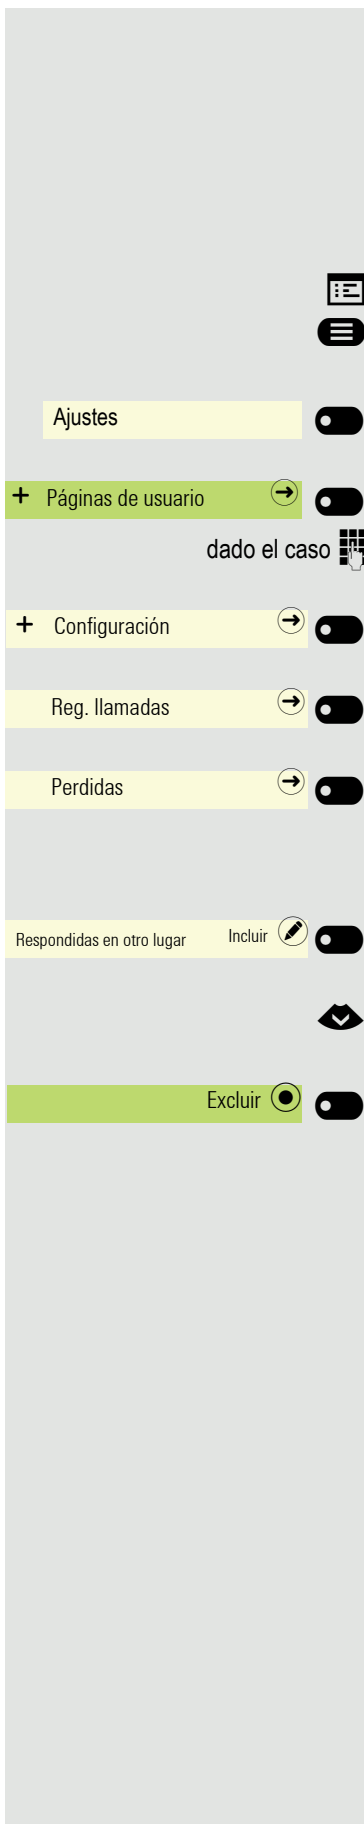 Ajustes
+ Páginas de usuario
dado el caso
+ Configuración
Reg. llamadas
Perdidas
Respondidas en otro lugar Incluir
Excluir